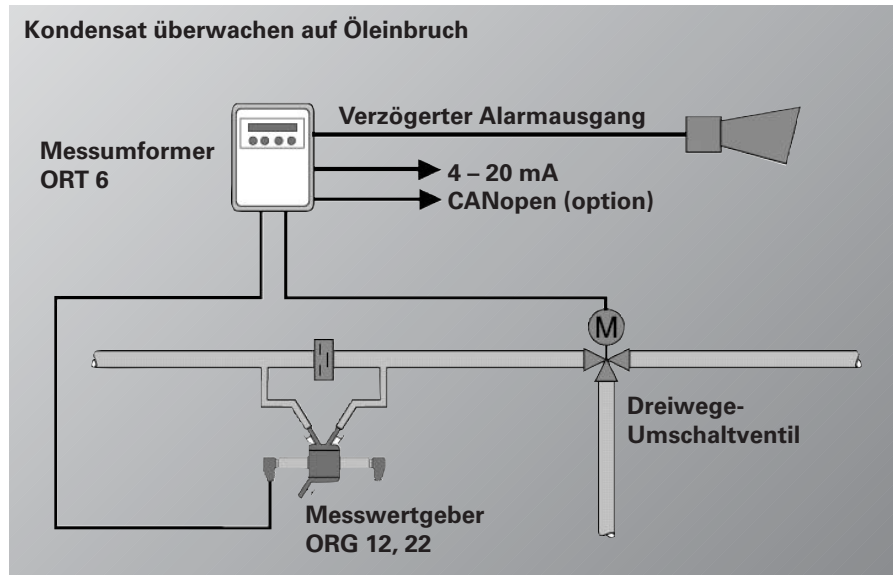 Kondensat überwachen auf Öleinbruch
Verzögerter Alarmausgang
Messumformer
ORT 6
4 – 20 mA
CANopen (option)
M
Dreiwege-
Umschaltventil
Messwertgeber
ORG 12, 22